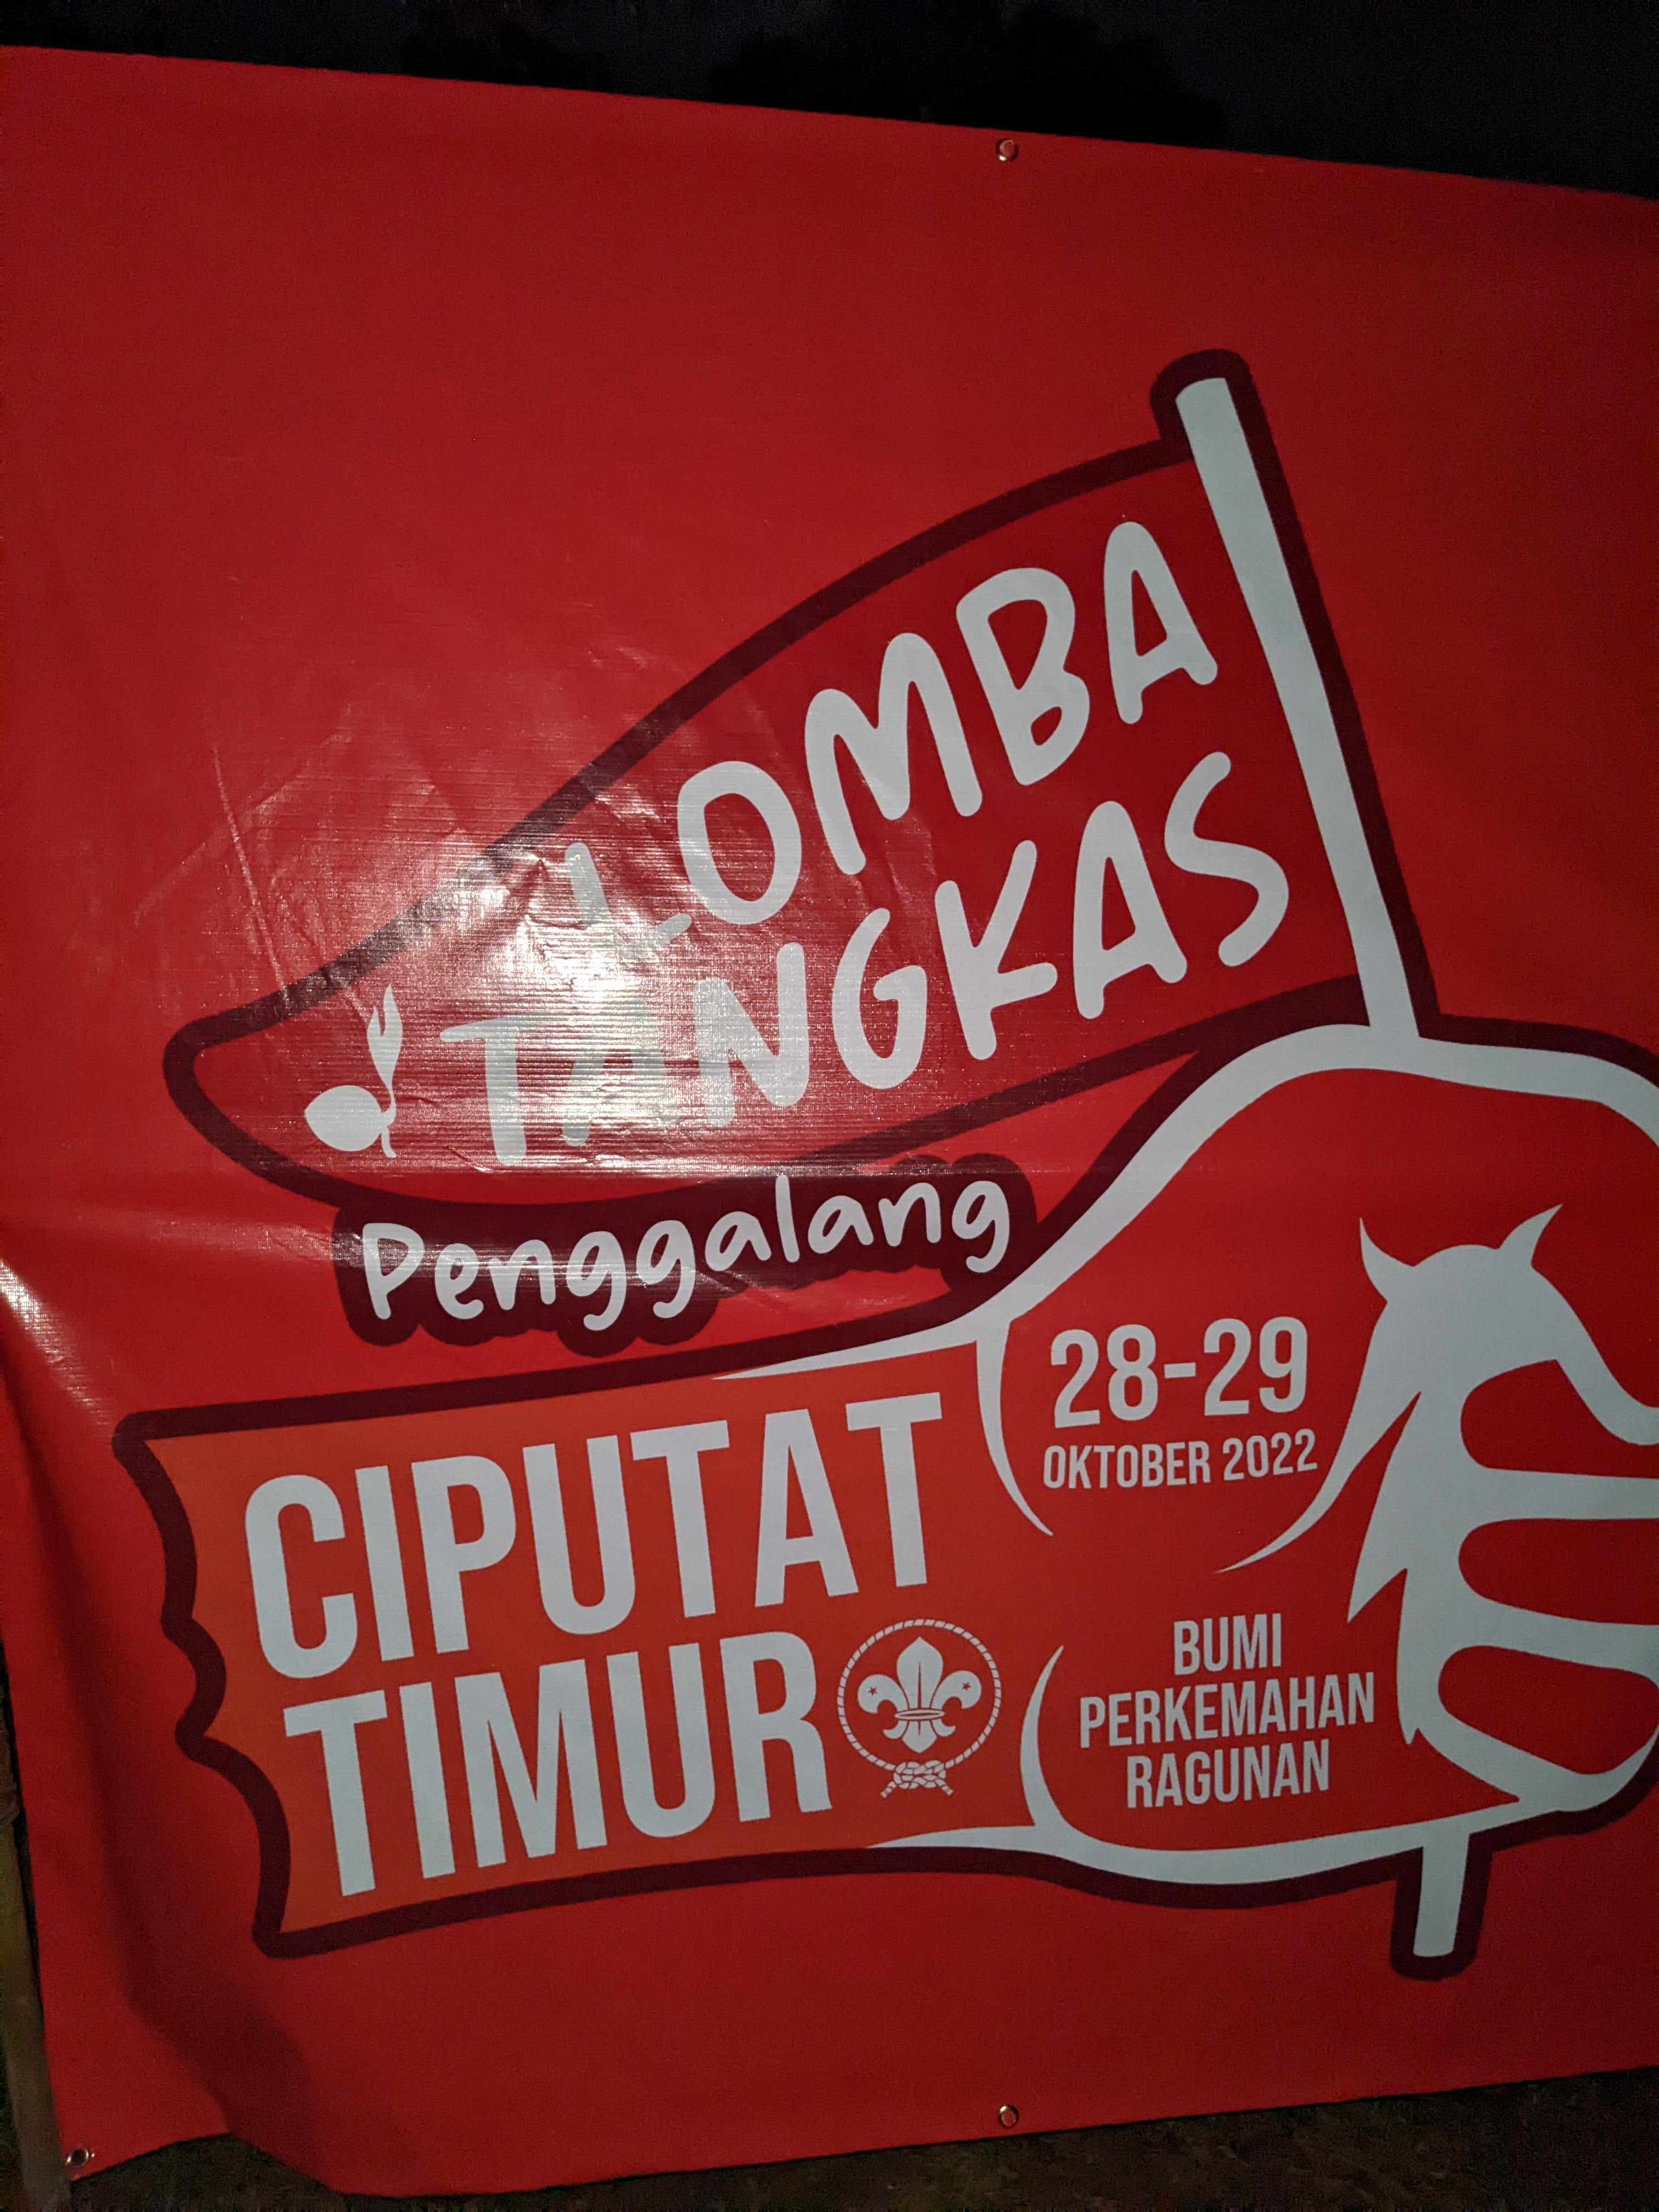 LOMBA
TANGKAS
Penggalang
CIPUTAT
TIMUR
28-29
OKTOBER 2022
BUMI
PERKEMAHAN
RAGUNAN